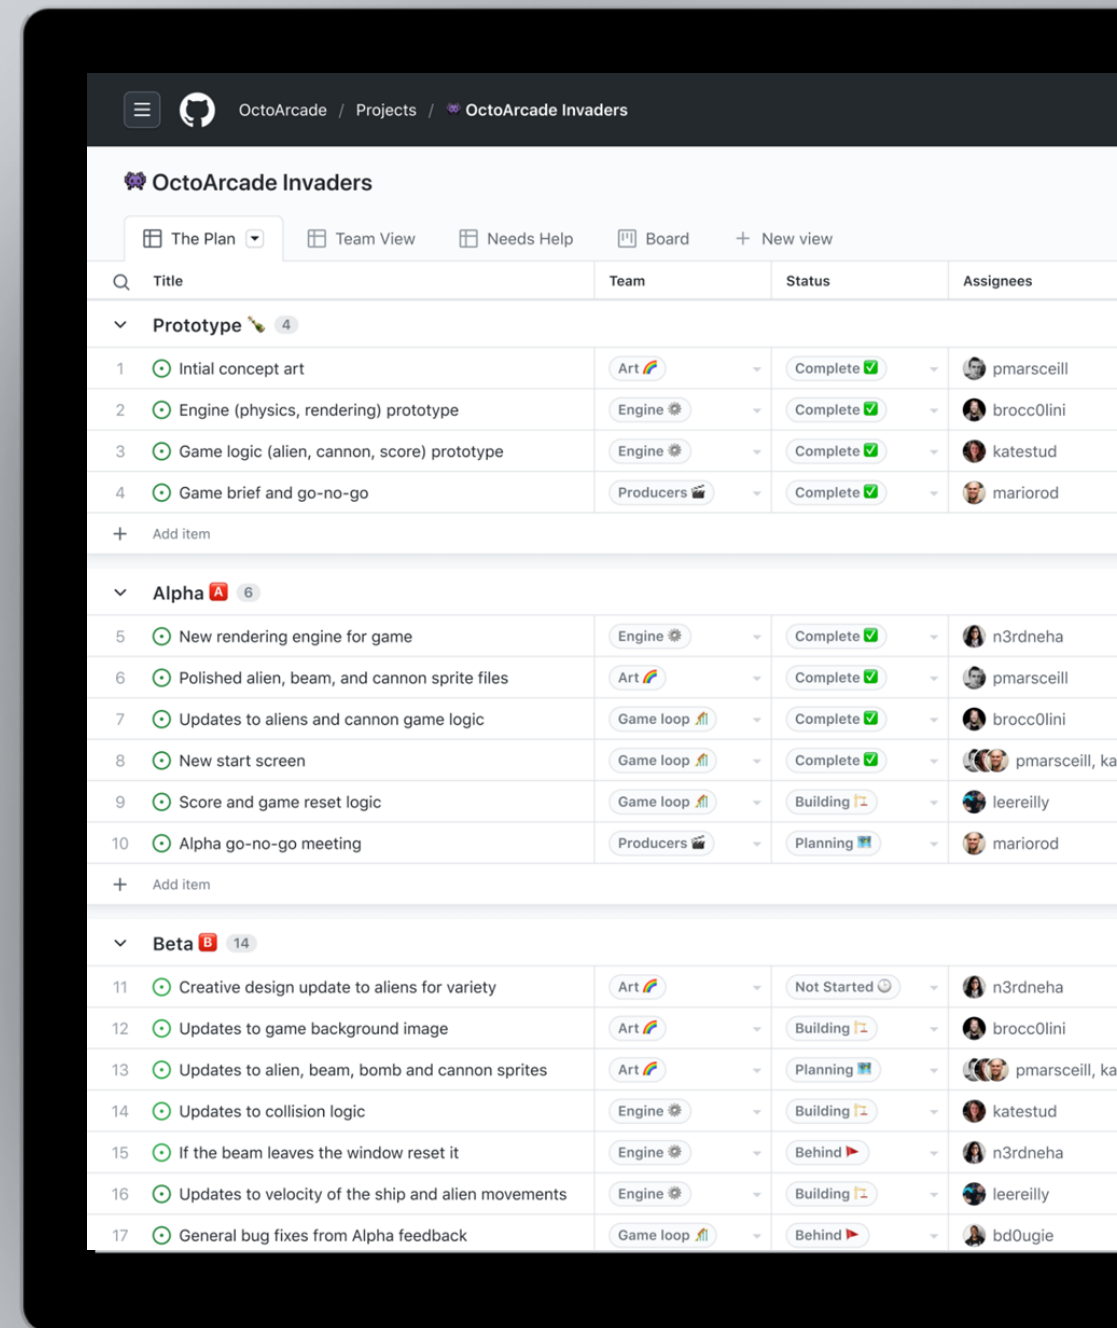 OctoArcade / Projects / OctoArcade Invaders
OctoArcade Invaders
The Plan Team View Needs Help Board + New view
Title Team Status Assignees
Prototype 4
1 Intial concept art Art Complete pmarsceill
2 Engine (physics, rendering) prototype Engine Complete brocc0lini
3 Game logic (alien, cannon, score) prototype Engine Complete katestud
4 Game brief and go-no-go Producers Complete mariorod
+ Add item
Alpha A 6
5 New rendering engine for game Engine Complete n3rdneha
6 Polished alien, beam, and cannon sprite files Art Complete pmarsceill
7 Updates to aliens and cannon game logic Game loop Complete brocc0lini
8 New start screen Game loop Complete pmarsceill, ka
9 Score and game reset logic Game loop Building leereilly
10 Alpha go-no-go meeting Producers Planning mariorod
+ Add item
Beta B 14
11 Creative design update to aliens for variety Art Not Started n3rdneha
12 Updates to game background image Art Building brocc0lini
13 Updates to alien, beam, bomb and cannon sprites Art Planning pmarsceill, ka
14 Updates to collision logic Engine Building katestud
15 If the beam leaves the window reset it Engine Behind n3rdneha
16 Updates to velocity of the ship and alien movements Engine Building leereilly
17 General bug fixes from Alpha feedback Game loop Behind bd0ugie